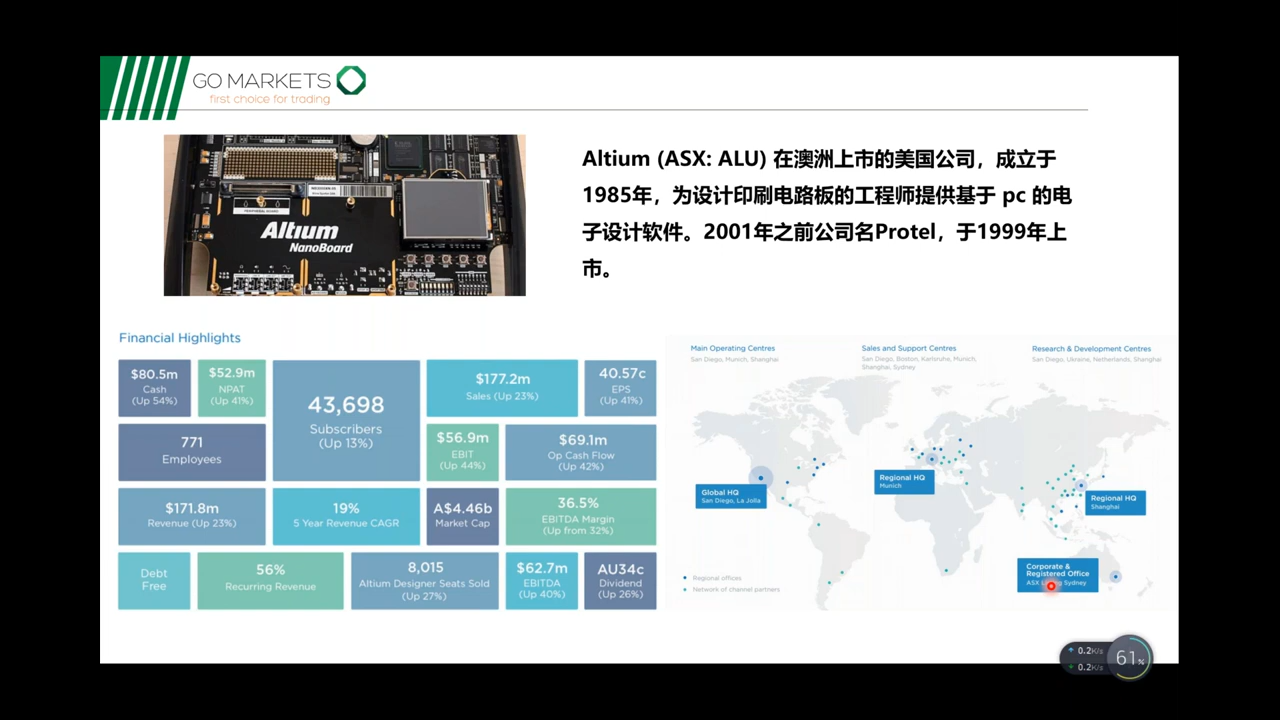 GO MARKETS
first choice for trading
Altium
NanoBoard
Altium (ASX: ALU) 在澳洲上市的美国公司，成立于
1985年，为设计印刷电路板的工程师提供基于 pc 的电
子设计软件。2001年之前公司名Protel，于1999年上
市。
Financial Highlights
$80.5m
Cash
(Up 54%)
$52.9m
NPAT
(Up 41%)
43,698
Subscribers
(Up 13%)
$177.2m
Sales (Up 23%)
40.57c
EPS
(Up 41%)
771
Employees
$56.9m
EBIT
(Up 44%)
$69.1m
Op Cash Flow
(Up 42%)
$171.8m
Revenue (Up 23%)
19%
5 Year Revenue CAGR
A$4.46b
Market Cap
36.5%
EBITDA Margin
(Up from 32%)
Debt
Free
56%
Recurring Revenue
8,015
Altium Designer Seats Sold
(Up 27%)
$62.7m
EBITDA
(Up 40%)
AU34c
Dividend
(Up 26%)
Main Operating Centres
San Diego, Munich, Shanghai
Sales and Support Centres
San Diego, Boston, Karlsruhe, Munich,
Shanghai, Sydney
Research & Development Centres
San Diego, Ukraine, Netherlands, Shanghai
Global HQ
San Diego, La Jolla
Regional HQ
Munich
Regional HQ
Shanghai
Corporate &
Registered Office
ASX Sydney
Regional offices
Network of channel partners
0.2K/s
0.2K/s
61%